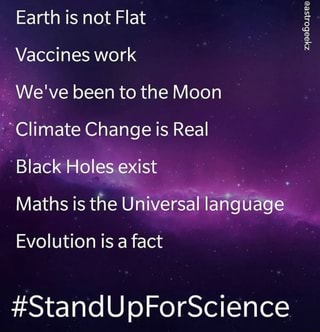 Earth is not Flat
Vaccines work
We've been to the Moon
Climate Change is Real
Black Holes exist
Maths is the Universal language
Evolution is a fact
#StandUpForScience
@astrogeekz